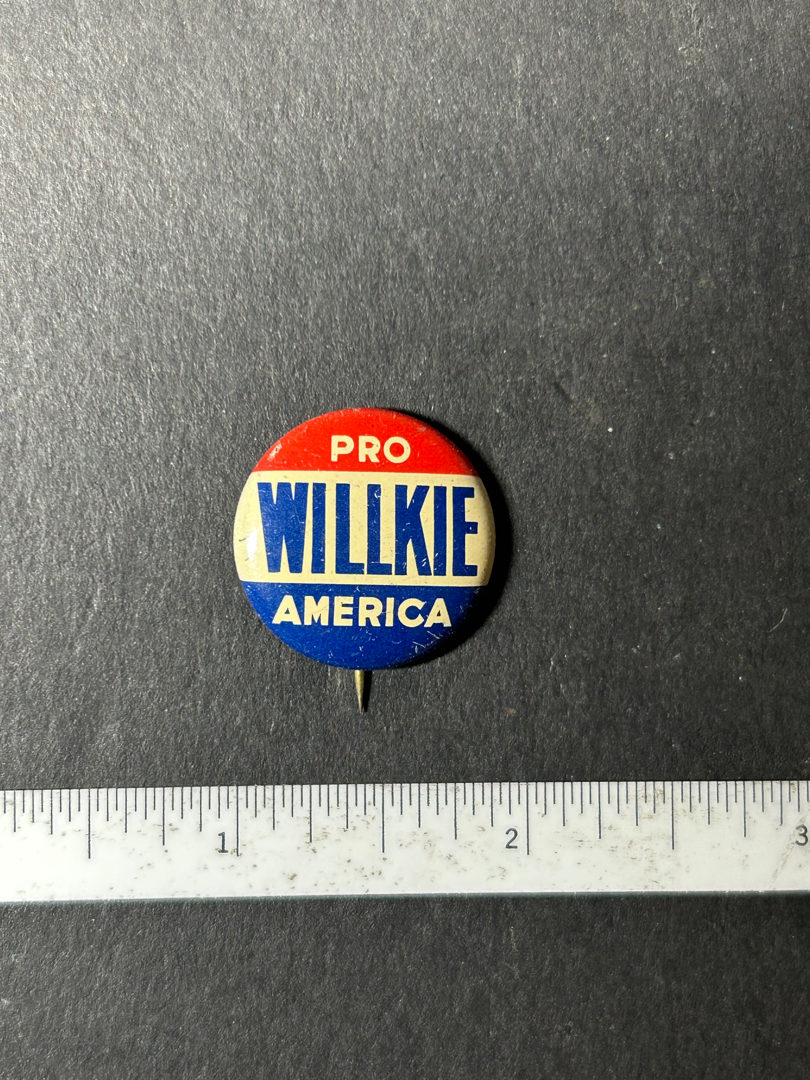 PRO
WILLKIE
AMERICA
1 2 3